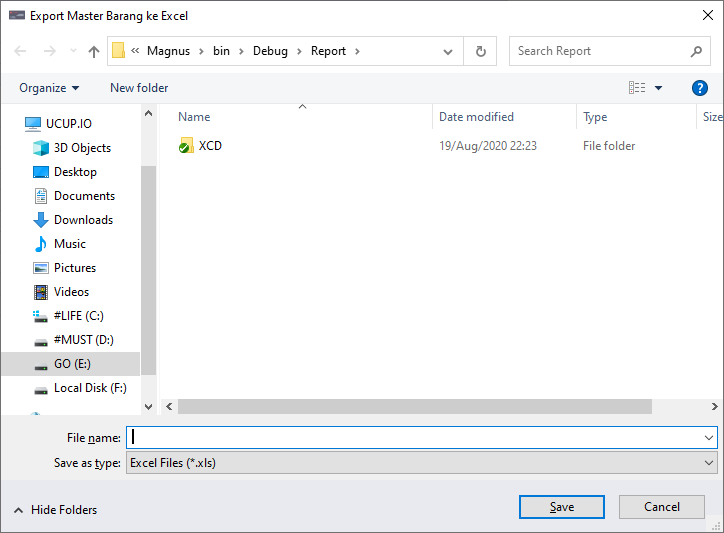 Export Master Barang ke Excel
« Magnus > bin > Debug > Report >
Search Report
Organize
New folder
?
Name
Date modified
Type
Size
XCD
19/Aug/2020 22:23
File folder
UCUP.IO
3D Objects
Desktop
Documents
Downloads
Music
Pictures
Videos
#LIFE (C:)
#MUST (D:)
GO (E:)
Local Disk (F:)
File name:
Save as type:
Excel Files (*.xls)
Hide Folders
Save
Cancel